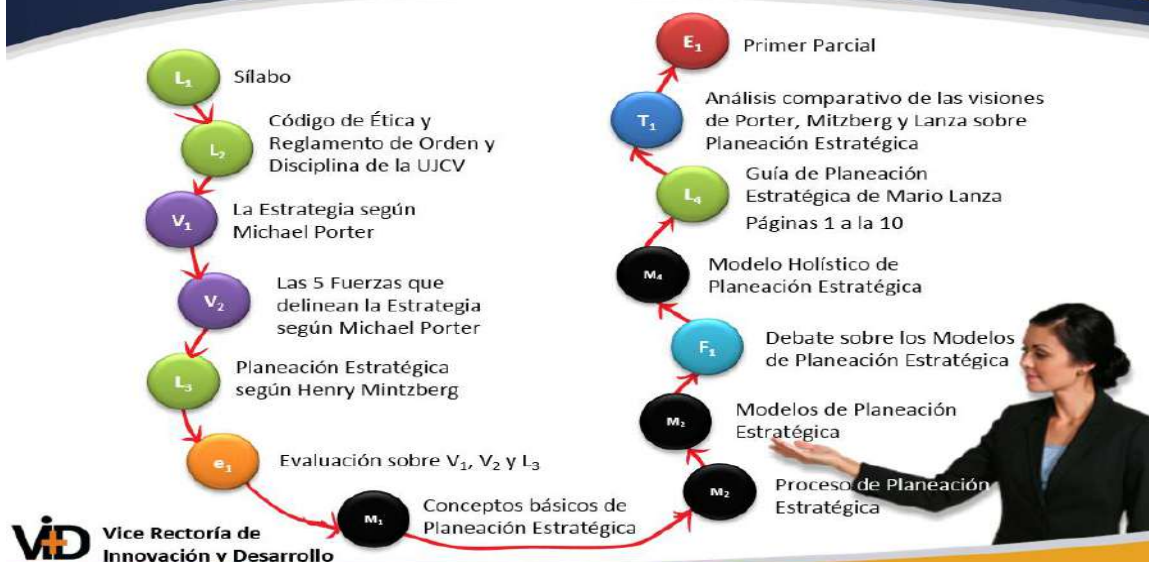 L₁
Sílabo
L₂
Código de Ética y
Reglamento de Orden y
Disciplina de la UJCV
V₁
La Estrategia según
Michael Porter
V₂
Las 5 Fuerzas que
delinean la Estrategia
según Michael Porter
L₃
Planeación Estratégica
según Henry Mintzberg
e₁
Evaluación sobre V₁, V₂ y L₃
M₁
Conceptos básicos de
Planeación Estratégica
M₂
Proceso de Planeación
Estratégica
M₂
Modelos de Planeación
Estratégica
F₁
Debate sobre los Modelos
de Planeación Estratégica
M₄
Modelo Holístico de
Planeación Estratégica
L₄
Guía de Planeación
Estratégica de Mario Lanza
Páginas 1 a la 10
T₁
Análisis comparativo de las visiones
de Porter, Mitzberg y Lanza sobre
Planeación Estratégica
E₁
Primer Parcial
ViD
Vice Rectoría de
Innovación y Desarrollo